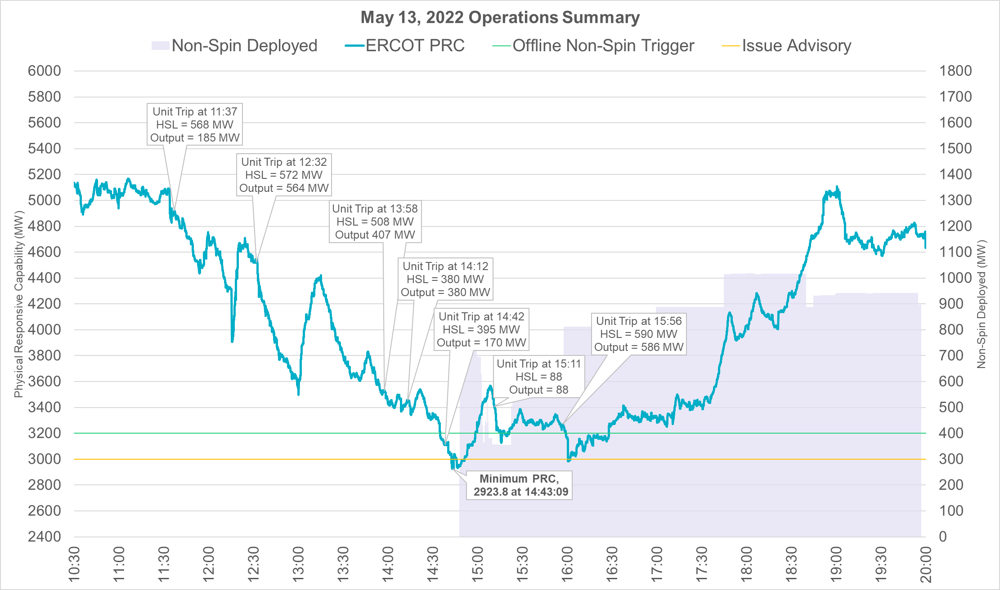 May 13, 2022 Operations Summary
Non-Spin Deployed ERCOT PRC Offline Non-Spin Trigger Issue Advisory
Physical Responsive Capability (MW)
6000
5800
5600
5400
5200
5000
4800
4600
4400
4200
4000
3800
3600
3400
3200
3000
2800
2600
2400
Unit Trip at 11:37
HSL = 568 MW
Output = 185 MW
Unit Trip at 12:32
HSL = 572 MW
Output = 564 MW
Unit Trip at 13:58
HSL = 508 MW
Output 407 MW
Unit Trip at 14:12
HSL = 380 MW
Output = 380 MW
Unit Trip at 14:42
HSL = 395 MW
Output = 170 MW
Unit Trip at 15:11
HSL = 88
Output = 88
Unit Trip at 15:56
HSL = 590 MW
Output = 586 MW
Minimum PRC,
2923.8 at 14:43:09
1800
1700
1600
1500
1400
1300
1200
1100
1000
900
800
700
600
500
400
300
200
100
0
Non-Spin Deployed (MW)
10:30
11:00
11:30
12:00
12:30
13:00
13:30
14:00
14:30
15:00
15:30
16:00
16:30
17:00
17:30
18:00
18:30
19:00
19:30
20:00